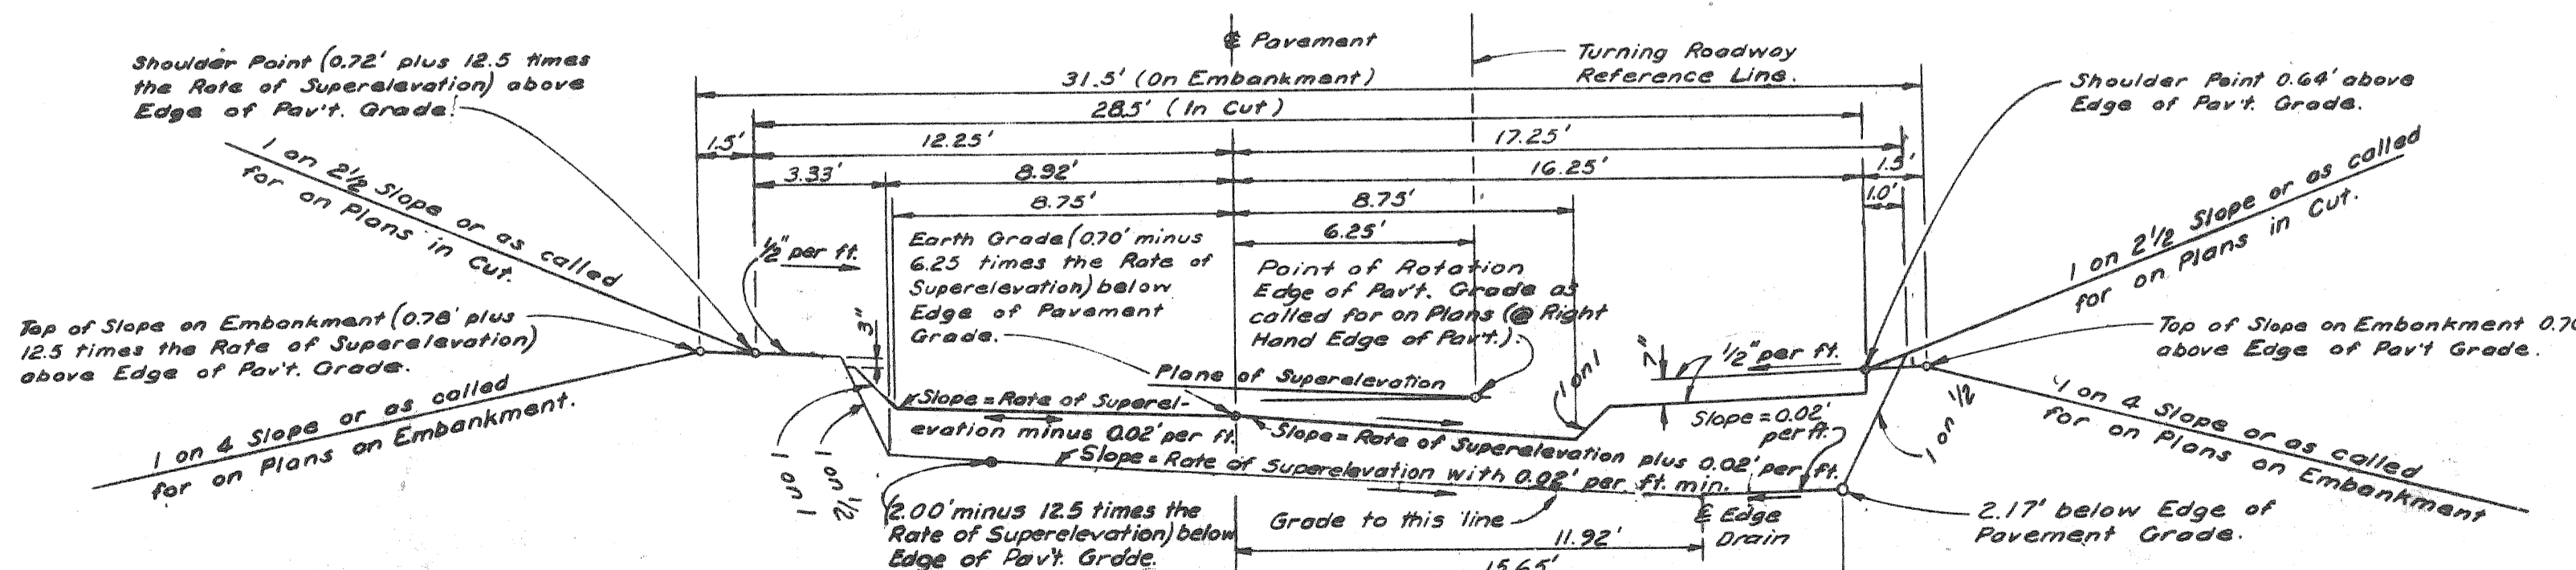 ℄ Pavement
Turning Roadway
Reference Line.
Shoulder Point (0.72' plus 12.5 times
the Rate of Superelevation) above
Edge of Pav't. Grade.
31.5' (On Embankment)
28.5' (In Cut)
Shoulder Point 0.64' above
Edge of Pav't. Grade.
1.5'
12.25'
17.25'
3.33'
8.92'
16.25'
1.5'
8.75'
8.75'
1.0'
6.25'
1 on 2½ Slope or as called
for on Plans in Cut.
½" per ft.
Earth Grade (0.70' minus
6.25 times the Rate of
Superelevation) below
Edge of Pavement
Grade.
Point of Rotation
Edge of Pav't. Grade as
called for on Plans (@ Right
Hand Edge of Pav't.).
1 on 2½ Slope or as called
for on Plans in Cut.
Top of Slope on Embankment (0.78' plus
12.5 times the Rate of Superelevation)
above Edge of Pav't. Grade.
3"
7"
½" per ft.
Top of Slope on Embankment
above Edge of Pav't Grade.
Plane of Superelevation
1 on 1
1 on 4 Slope or as called
for on Plans on Embankment.
Slope = Rate of Superel-
evation minus 0.02' per ft.
Slope = Rate of Superelevation plus 0.02' per ft.
Slope = 0.02'
per ft.
1 on ½
1 on 4 Slope or as called
for on Plans on Embankment
Slope = Rate of Superelevation with 0.02' per. ft. min.
1 on 1
1 on ½
(2.00' minus 12.5 times the
Rate of Superelevation) below
Edge of Pav't. Grade.
Grade to this line
℄ Edge
Drain
2.17' below Edge of
Pavement Grade.
11.92'
15.65'